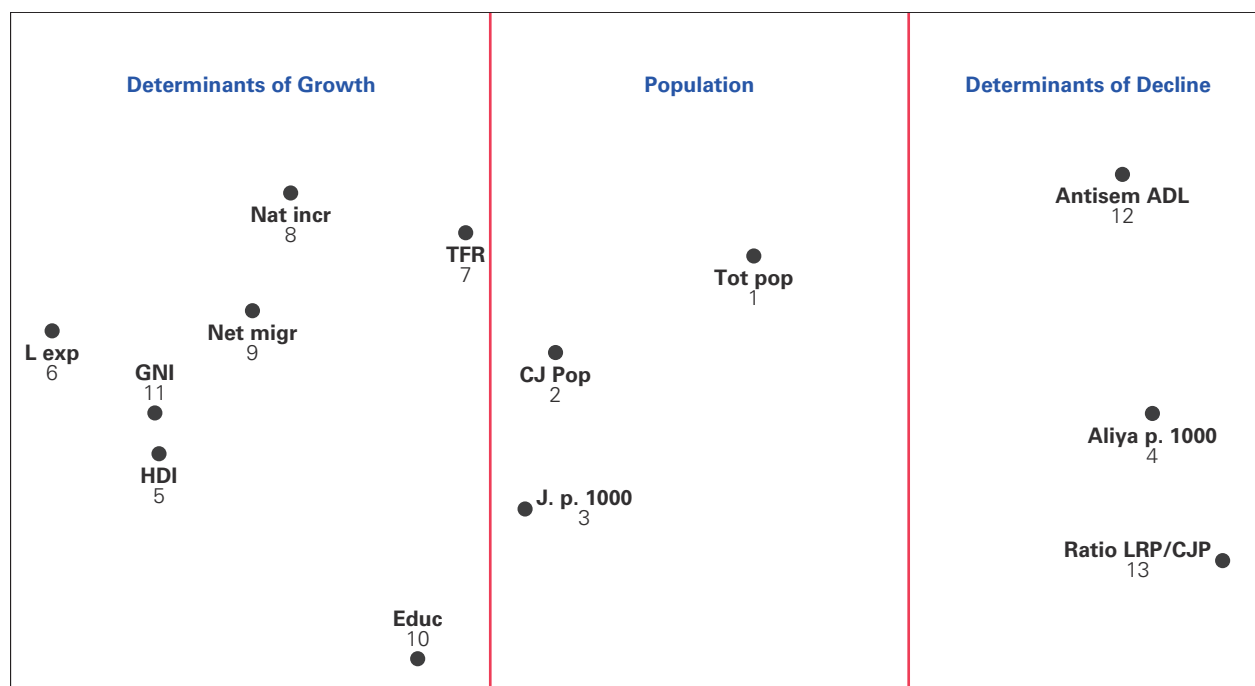 Determinants of Growth
Population
Determinants of Decline
Nat incr
8
TFR
7
Net migr
9
L exp
6
GNI
11
HDI
5
Educ
10
Tot pop
1
CJ Pop
2
J. p. 1000
3
Antisem ADL
12
Aliya p. 1000
4
Ratio LRP/CJP
13